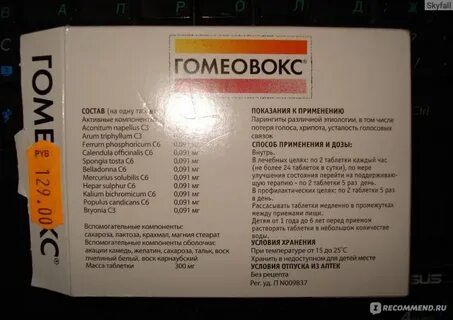 Skyfall
ГОМЕОВОКС®
ГОМЕОВОКС®
РУБ
129.00
СОСТАВ (на одну таб
Активные компонен
Aconitum napellus C3
Arum triphyllum C3
Ferrum phosphoricum C6 0,091 мг
Calendula officinalis C6 0,091 мг
Spongia tosta C6 0,091 мг
Belladonna C6 0,091 мг
Mercurius solubilis C6 0,091 мг
Hepar sulphur C6 0,091 мг
Kalium bichromicum C6 0,091 мг
Populus candicans C6 0,091 мг
Bryonia C3 0,091 мг
Вспомогательные компоненты:
сахароза, лактоз, крахмал, магния стеарат
Вспомогательные компоненты оболочки:
акации камедь, желатин, сахароза, тальк, воск
пчелиный белый, воск карнаубский
Масса таблетки 300 мг
ПОКАЗАНИЯ К ПРИМЕНЕНИЮ
Ларингиты различной этиологии, в том числе
потеря голоса, хрипота, усталость голосовых
связок
СПОСОБ ПРИМЕНЕНИЯ И ДОЗЫ:
Внутрь.
В лечебных целях: по 2 таблетки каждый час
(не более 24 таблеток в сутки), по мере
улучшения состояния перейти на поддерживаю-
щую терапию - по 2 таблетки 5 раз в день.
В профилактических целях: по 2 таблетки 5 раз
в день.
Рассасывать таблетки медленно в промежутках
между приемами пищи.
Детям от 1 года до 6 лет перед приемом
растворить таблетки в небольшом количестве
воды.
УСЛОВИЯ ХРАНЕНИЯ
При температуре от 15 до 25°С
Хранить в недоступном для детей месте
УСЛОВИЯ ОТПУСКА ИЗ АПТЕК
Без рецепта
Рег. уд. П N009837
SUS
IRECOMMEND.RU